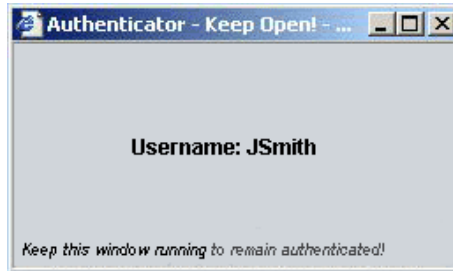 Authenticator - Keep Open! - ...
Username: JSmith
Keep this window running to remain authenticated!